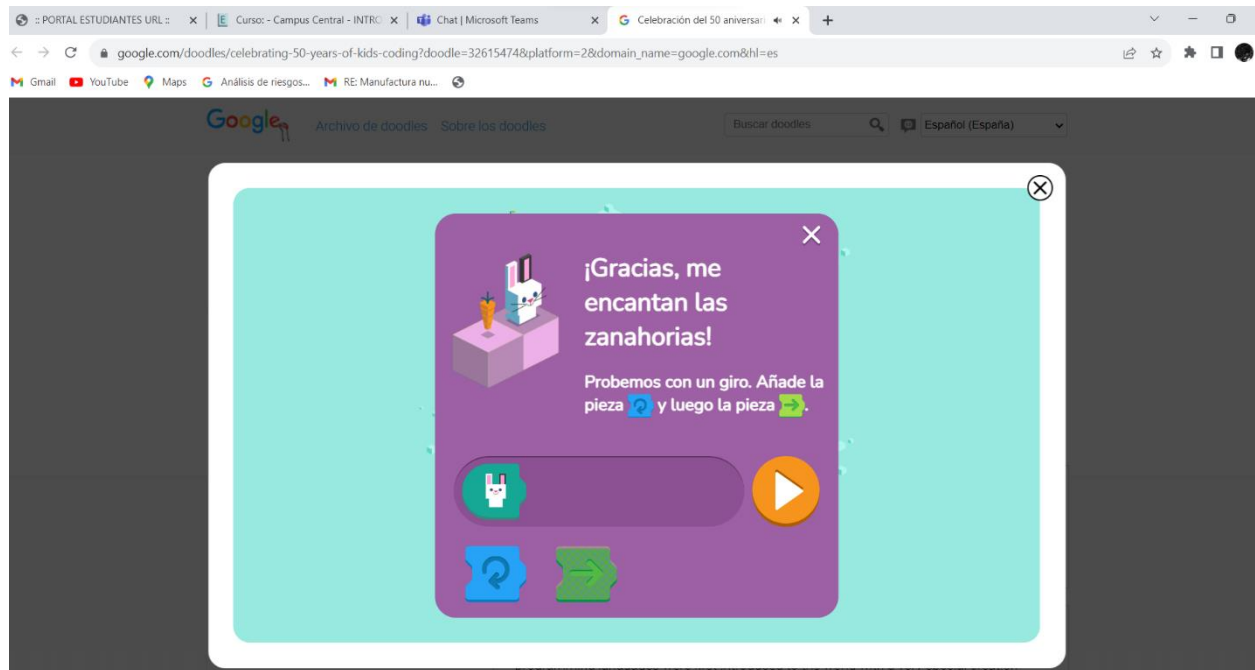 :: PORTAL ESTUDIANTES URL ::
Curso: - Campus Central - INTRO
Chat | Microsoft Teams
Celebración del 50 aniversari
google.com/doodles/celebrating-50-years-of-kids-coding?doodle=32615474&platform=2&domain_name=google.com&hl=es
Gmail YouTube Maps Análisis de riesgos... RE: Manufactura nu...
Google Archivo de doodles Sobre los doodles Buscar doodles Español (España)
¡Gracias, me
encantan las
zanahorias!
Probemos con un giro. Añade la
pieza y luego la pieza .